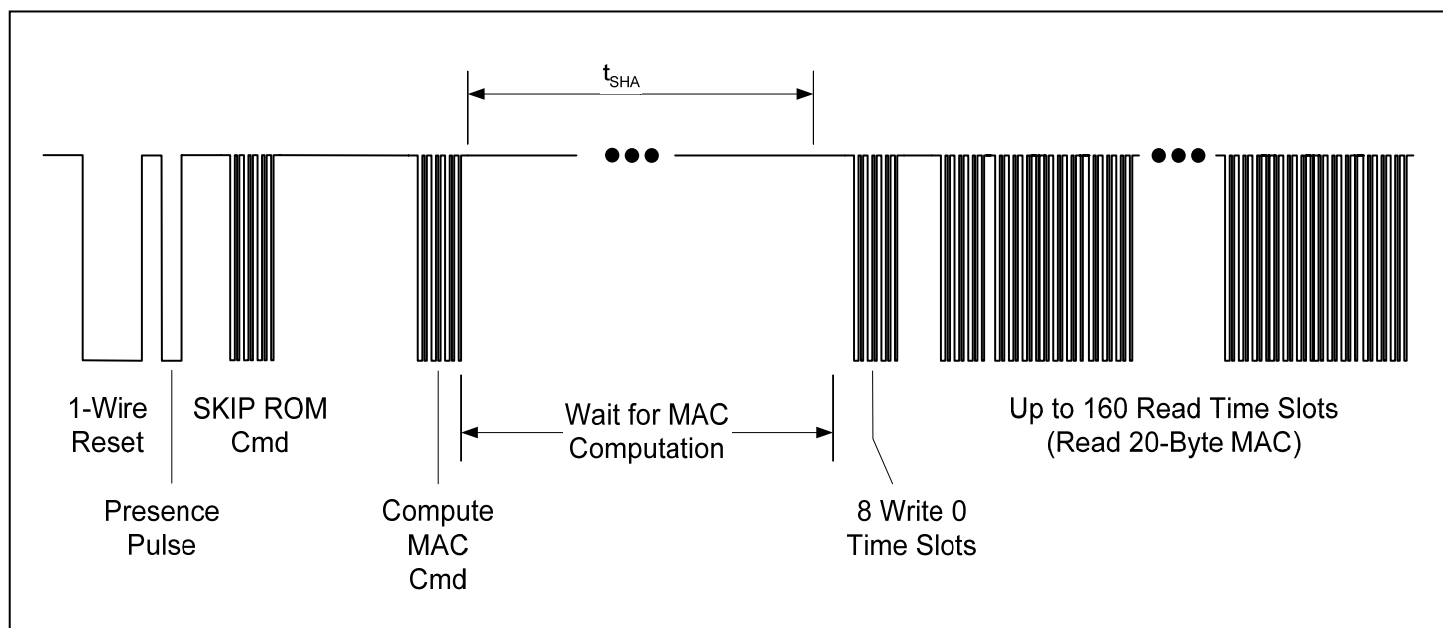 tSHA
1-Wire
Reset
SKIP ROM
Cmd
Wait for MAC
Computation
Up to 160 Read Time Slots
(Read 20-Byte MAC)
Presence
Pulse
Compute
MAC
Cmd
8 Write 0
Time Slots